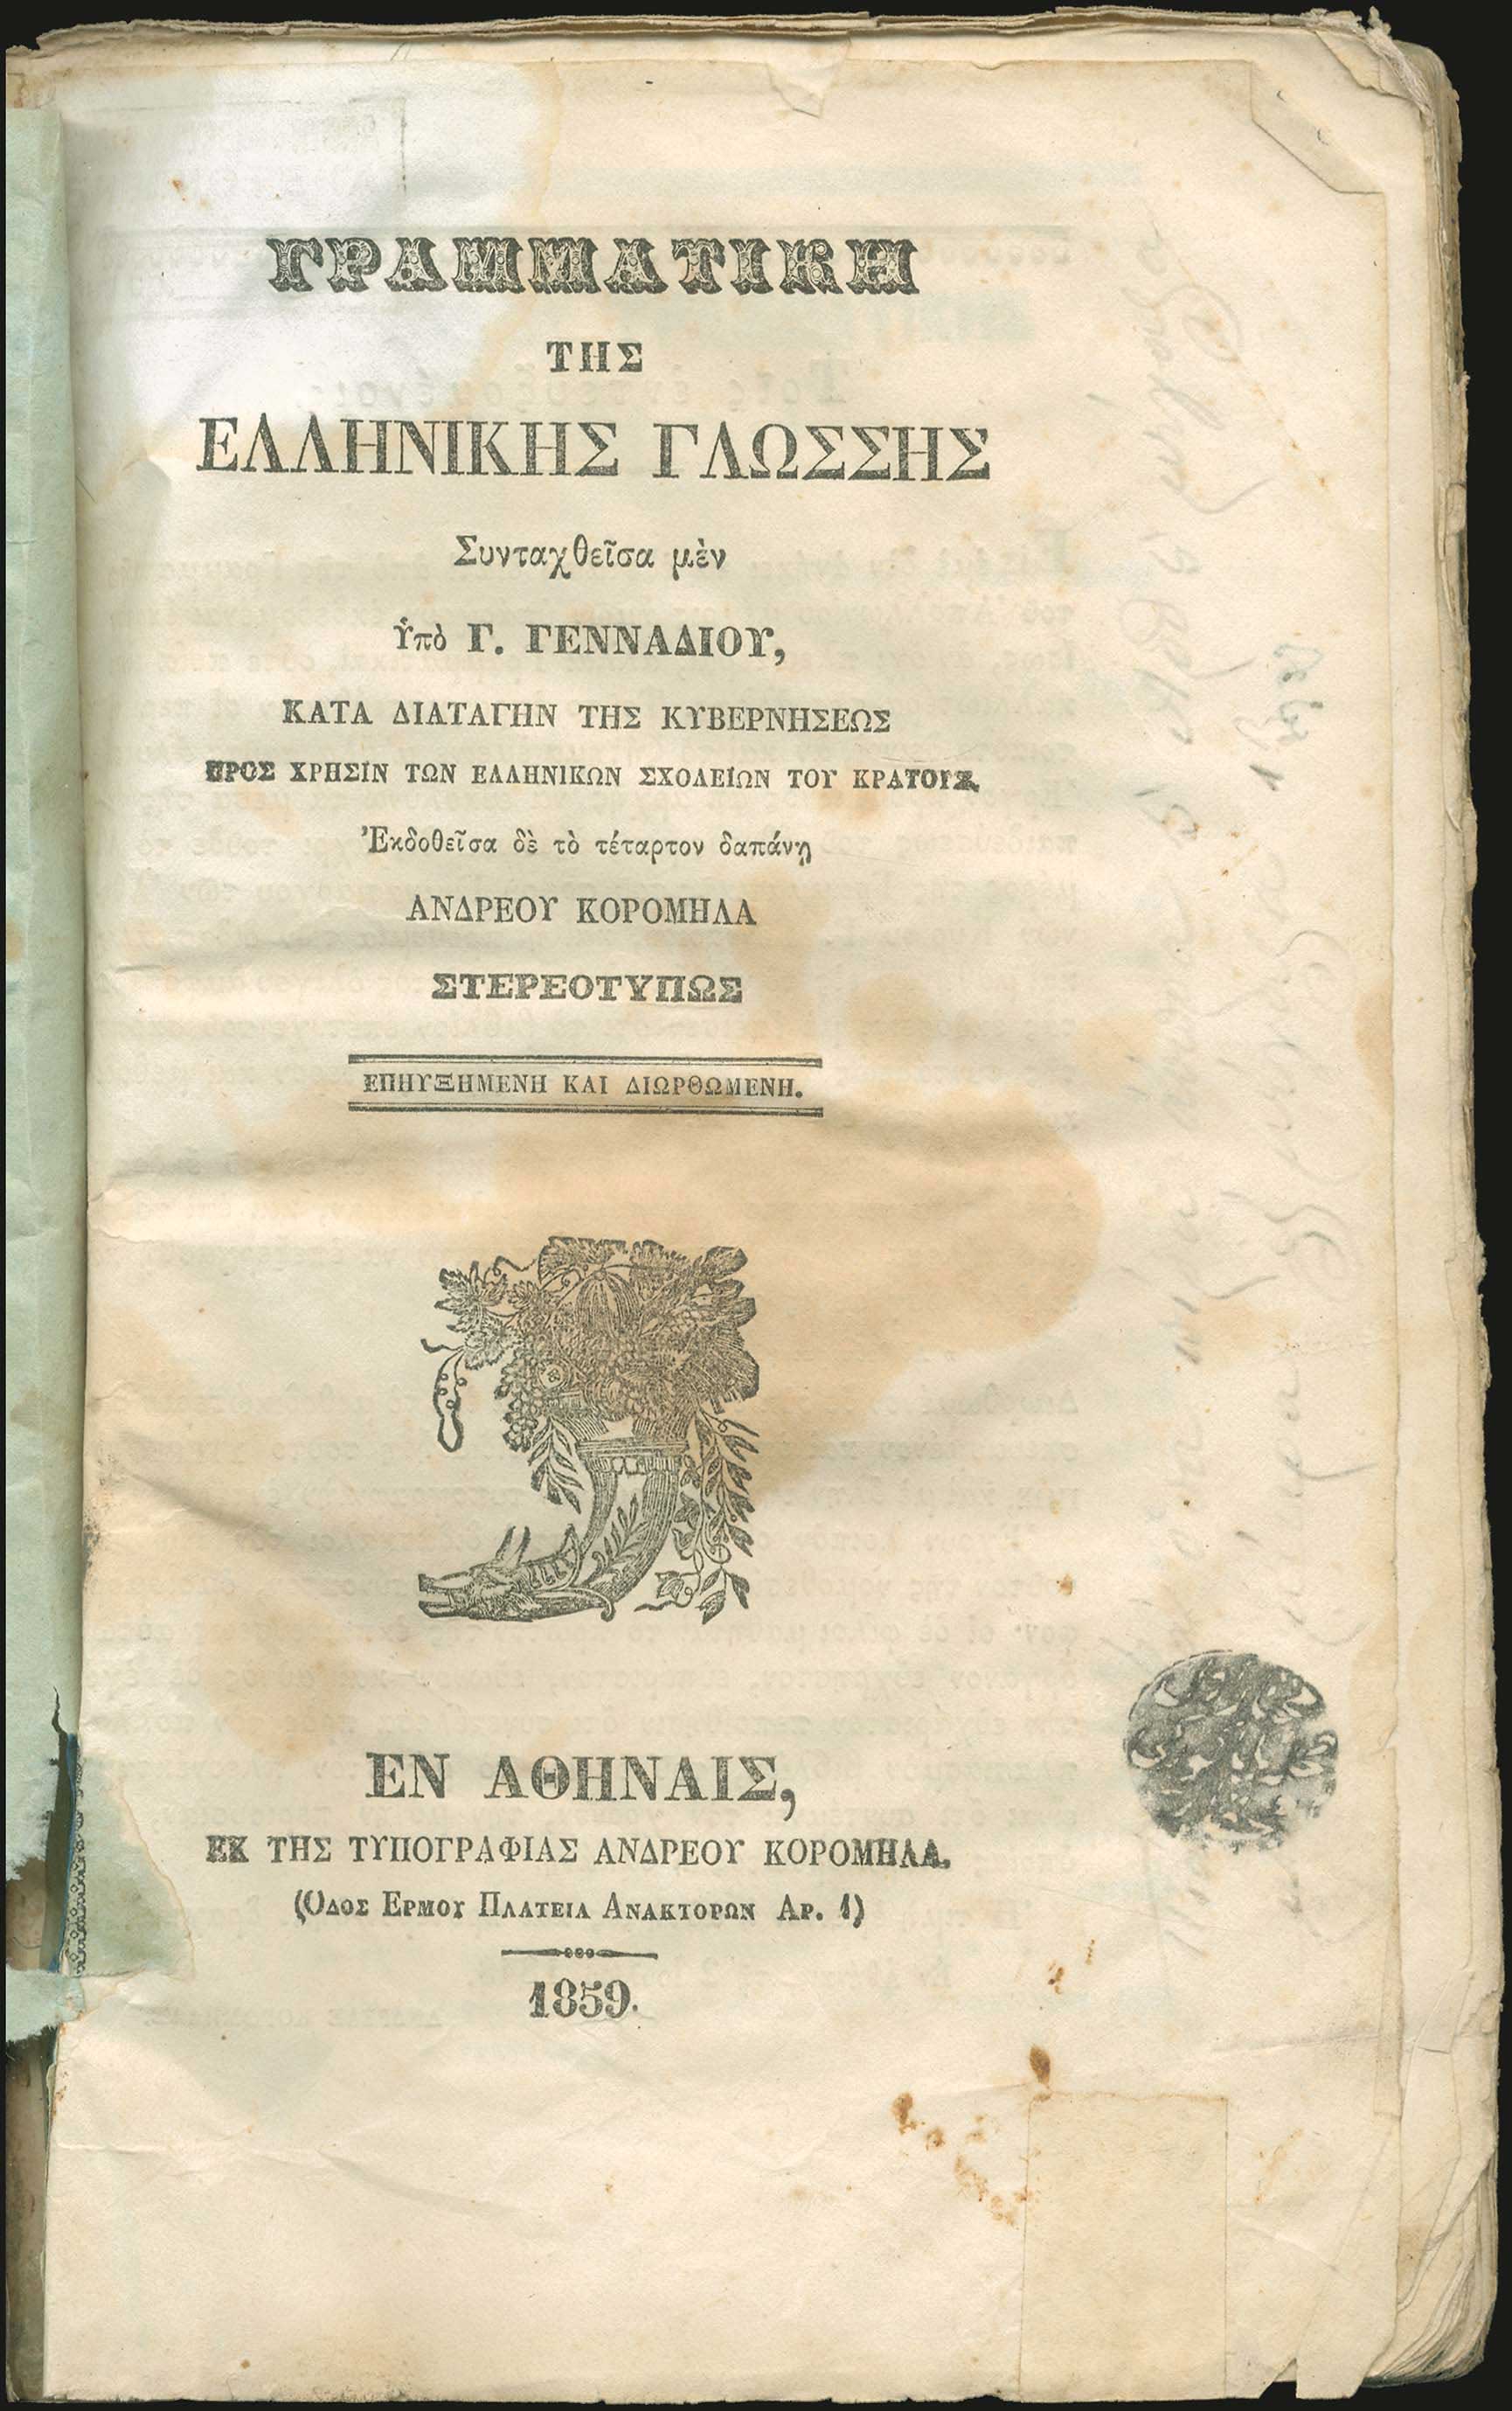 ΓΡΑΜΜΑΤΙΚΗ
ΤΗΣ
ΕΛΛΗΝΙΚΗΣ ΓΛΩΣΣΗΣ
Συνταχθεῖσα μὲν
ὑπὸ Γ. ΓΕΝΝΑΔΙΟΥ,
ΚΑΤΑ ΔΙΑΤΑΓΗΝ ΤΗΣ ΚΥΒΕΡΝΗΣΕΩΣ
ΠΡΟΣ ΧΡΗΣΙΝ ΤΩΝ ΕΛΛΗΝΙΚΩΝ ΣΧΟΛΕΙΩΝ ΤΟΥ ΚΡΑΤΟΥΣ.
Ἐκδοθεῖσα δὲ τὸ τέταρτον δαπάνῃ
ΑΝΔΡΕΟΥ ΚΟΡΟΜΗΛΑ
ΣΤΕΡΕΟΤΥΠΩΣ
ΕΠΗΥΞΗΜΕΝΗ ΚΑΙ ΔΙΩΡΘΩΜΕΝΗ.
ΕΝ ΑΘΗΝΑΙΣ,
ΕΚ ΤΗΣ ΤΥΠΟΓΡΑΦΙΑΣ ΑΝΔΡΕΟΥ ΚΟΡΟΜΗΛΑ.
(ΟΔΟΣ ΕΡΜΟΥ ΠΛΑΤΕΙΑ ΑΝΑΚΤΟΡΩΝ ΑΡ. 1)
1859.